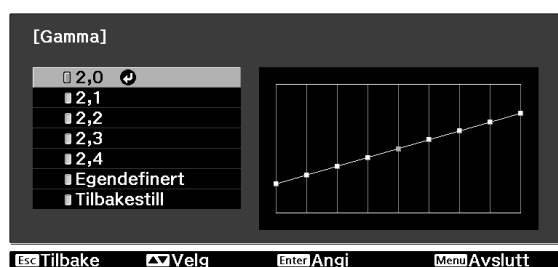 [Gamma]
2,0
2,1
2,2
2,3
2,4
Egendefinert
Tilbakestill
Esc Tilbake Velg Enter Angi Menu Avslutt